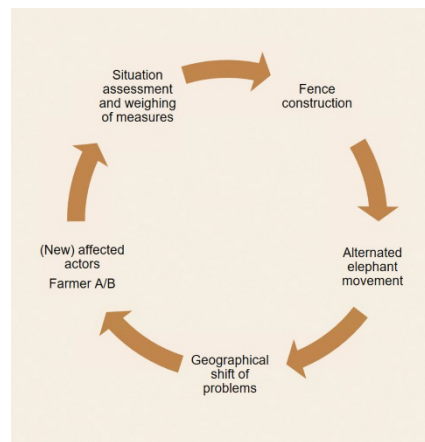 Situation
assessment
and weighing
of measures
Fence
construction
Alternated
elephant
movement
Geographical
shift of
problems
(New) affected
actors
Farmer A/B